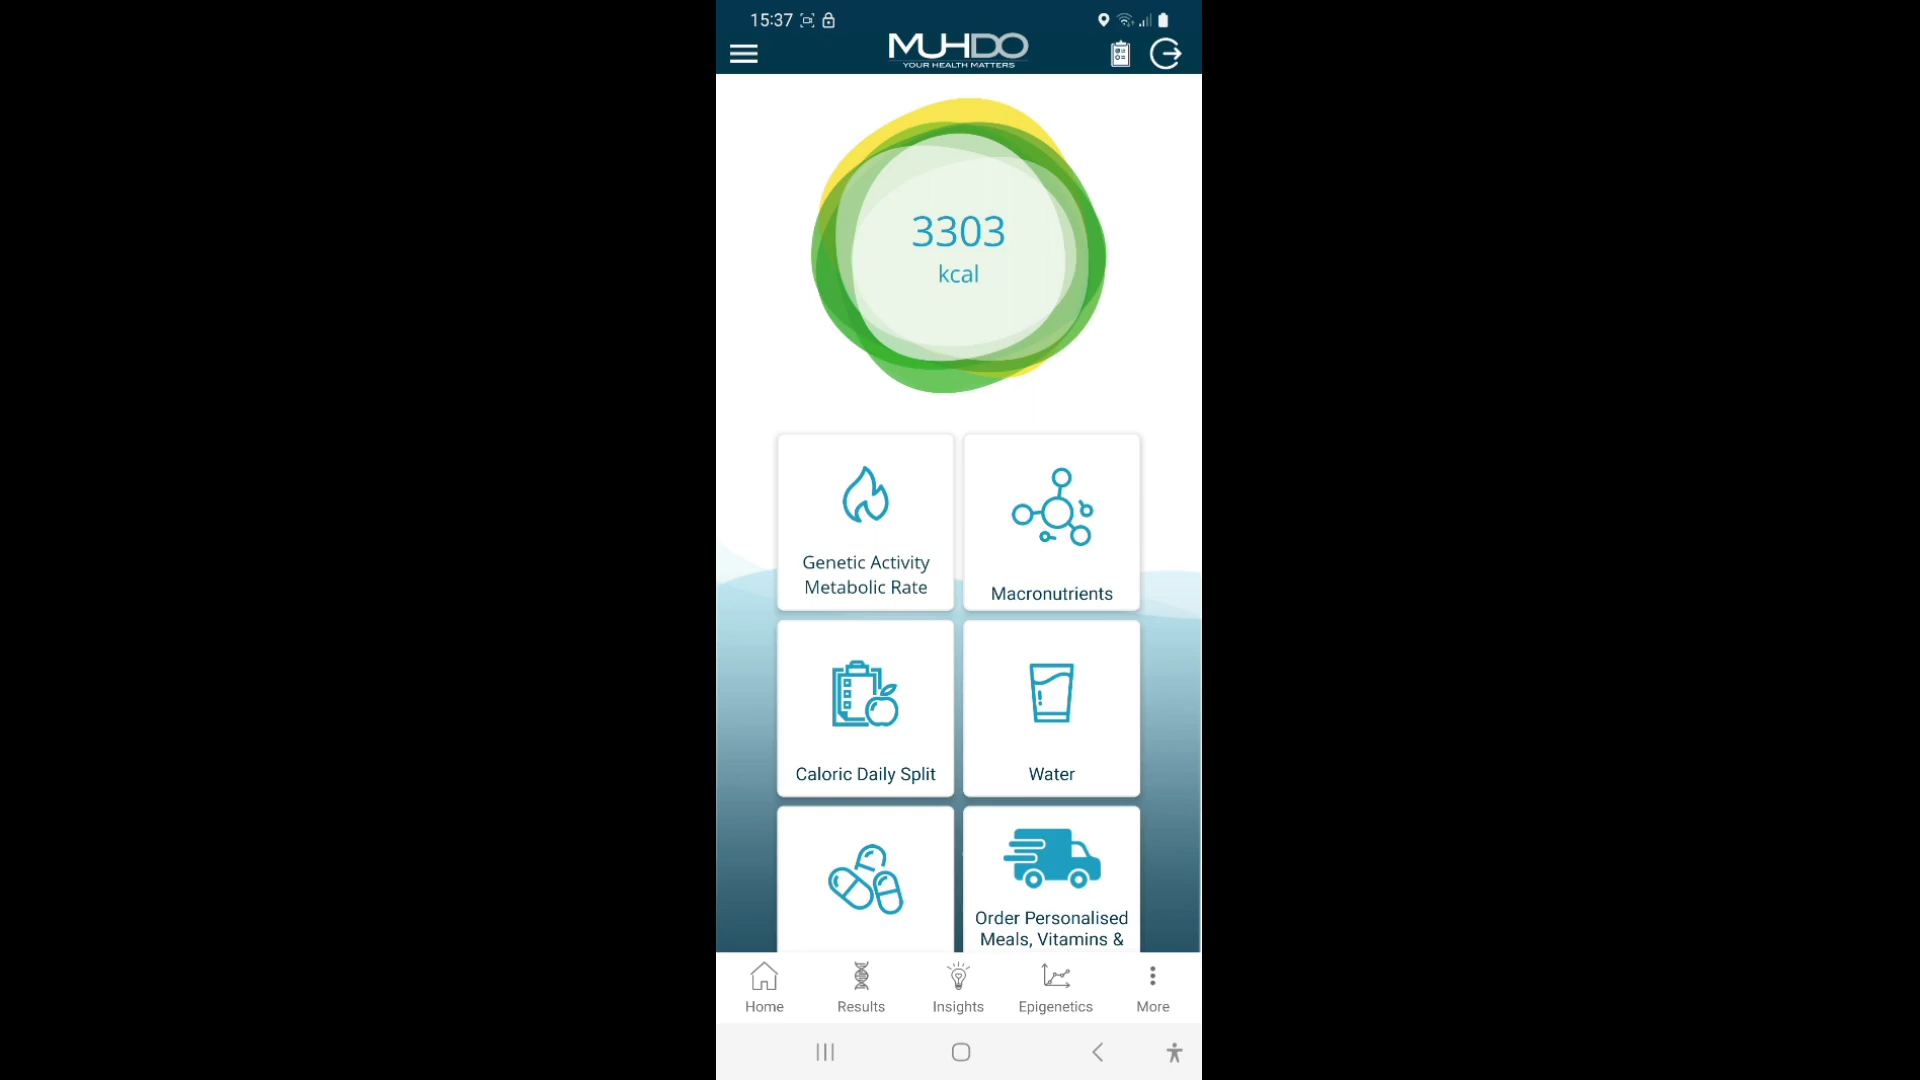 15:37
MUHDO
YOUR HEALTH MATTERS
3303
kcal
Genetic Activity
Metabolic Rate
Macronutrients
Caloric Daily Split
Water
Order Personalised
Meals, Vitamins &
Home
Results
Insights
Epigenetics
More